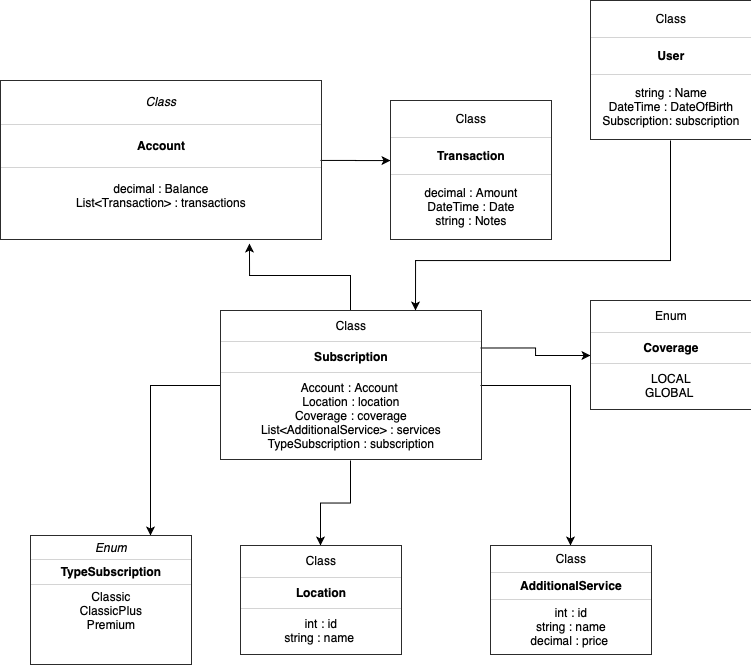 Class
User
string : Name
DateTime : DateOfBirth
Subscription: subscription
Class
Account
decimal : Balance
List<Transaction> : transactions
Class
Transaction
decimal : Amount
DateTime : Date
string : Notes
Class
Subscription
Account : Account
Location : location
Coverage : coverage
List<AdditionalService> : services
TypeSubscription : subscription
Enum
Coverage
LOCAL
GLOBAL
Enum
TypeSubscription
Classic
ClassicPlus
Premium
Class
Location
int : id
string : name
Class
AdditionalService
int : id
string : name
decimal : price